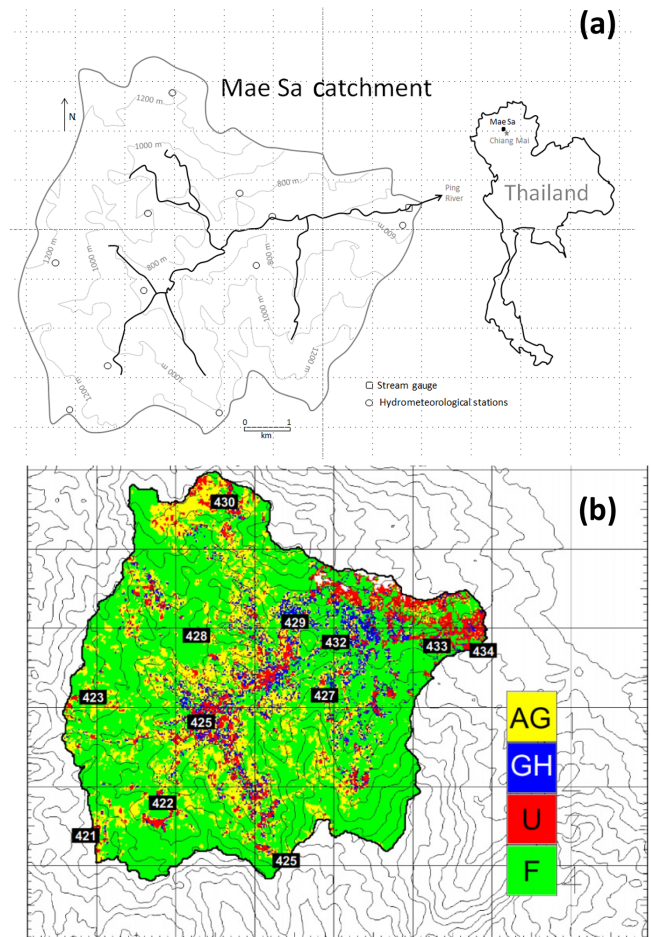 (a)
Mae Sa catchment
1200 m
N
Mae Sa
Chiang Mai
1000 m
800 m
Ping
River
Thailand
600 m
1200 m
1000 m
800 m
800 m
1000 m
1200 m
1000 m
1200 m
Stream gauge
Hydrometeorological stations
0 1
km
(b)
430
429
428
432
433
434
423
427
425
AG
GH
422
U
421
425
F